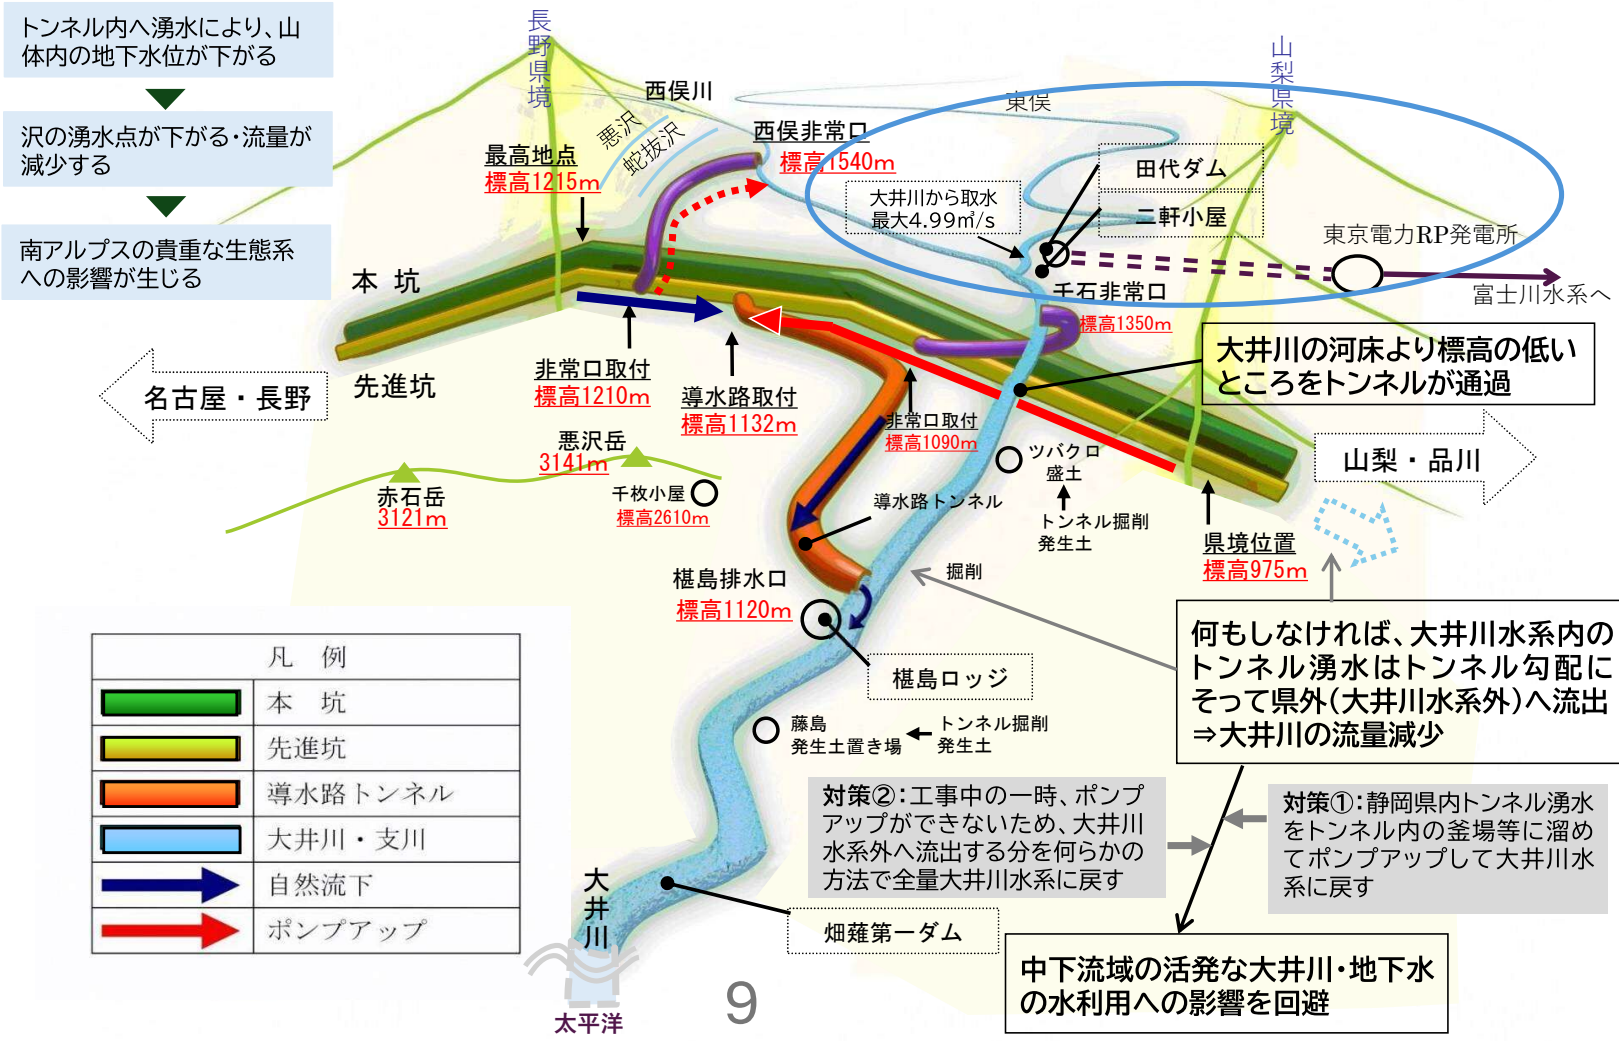 トンネル内へ湧水により、山
体内の地下水位が下がる
沢の湧水点が下がる・流量が
減少する
南アルプスの貴重な生態系
への影響が生じる
長野県境
山梨県境
西俣川
東俣
悪沢
蛇抜沢
西俣非常口
標高1540m
最高地点
標高1215m
田代ダム
二軒小屋
大井川から取水
最大4.99㎥/s
東京電力RP発電所
富士川水系へ
本 坑
先進坑
千石非常口
標高1350m
名古屋・長野
非常口取付
標高1210m
導水路取付
標高1132m
非常口取付
標高1090m
大井川の河床より標高の低い
ところをトンネルが通過
山梨・品川
悪沢岳
3141m
赤石岳
3121m
千枚小屋
標高2610m
ツバクロ
盛土
トンネル掘削
発生土
導水路トンネル
県境位置
標高975m
椹島排水口
標高1120m
掘削
椹島ロッジ
何もしなければ、大井川水系内の
トンネル湧水はトンネル勾配に
そって県外(大井川水系外)へ流出
⇒大井川の流量減少
藤島
発生土置き場
トンネル掘削
発生土
凡 例
本 坑
先進坑
導水路トンネル
大井川・支川
自然流下
ポンプアップ
対策②:工事中の一時、ポンプ
アップができないため、大井川
水系外へ流出する分を何らかの
方法で全量大井川水系に戻す
対策①:静岡県内トンネル湧水
をトンネル内の釜場等に溜め
てポンプアップして大井川水
系に戻す
大井川
畑薙第一ダム
中下流域の活発な大井川・地下水
の水利用への影響を回避
太平洋
9